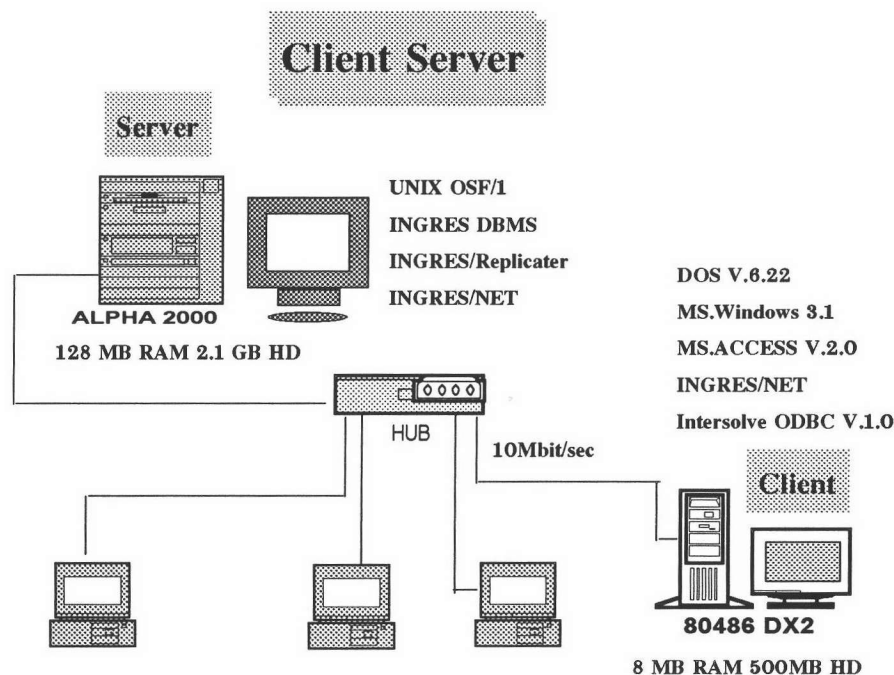 Client Server
Server
UNIX OSF/1
INGRES DBMS
INGRES/Replicater
INGRES/NET
ALPHA 2000
128 MB RAM 2.1 GB HD
DOS V.6.22
MS.Windows 3.1
MS.ACCESS V.2.0
INGRES/NET
Intersolve ODBC V.1.0
HUB
10Mbit/sec
Client
80486 DX2
8 MB RAM 500MB HD